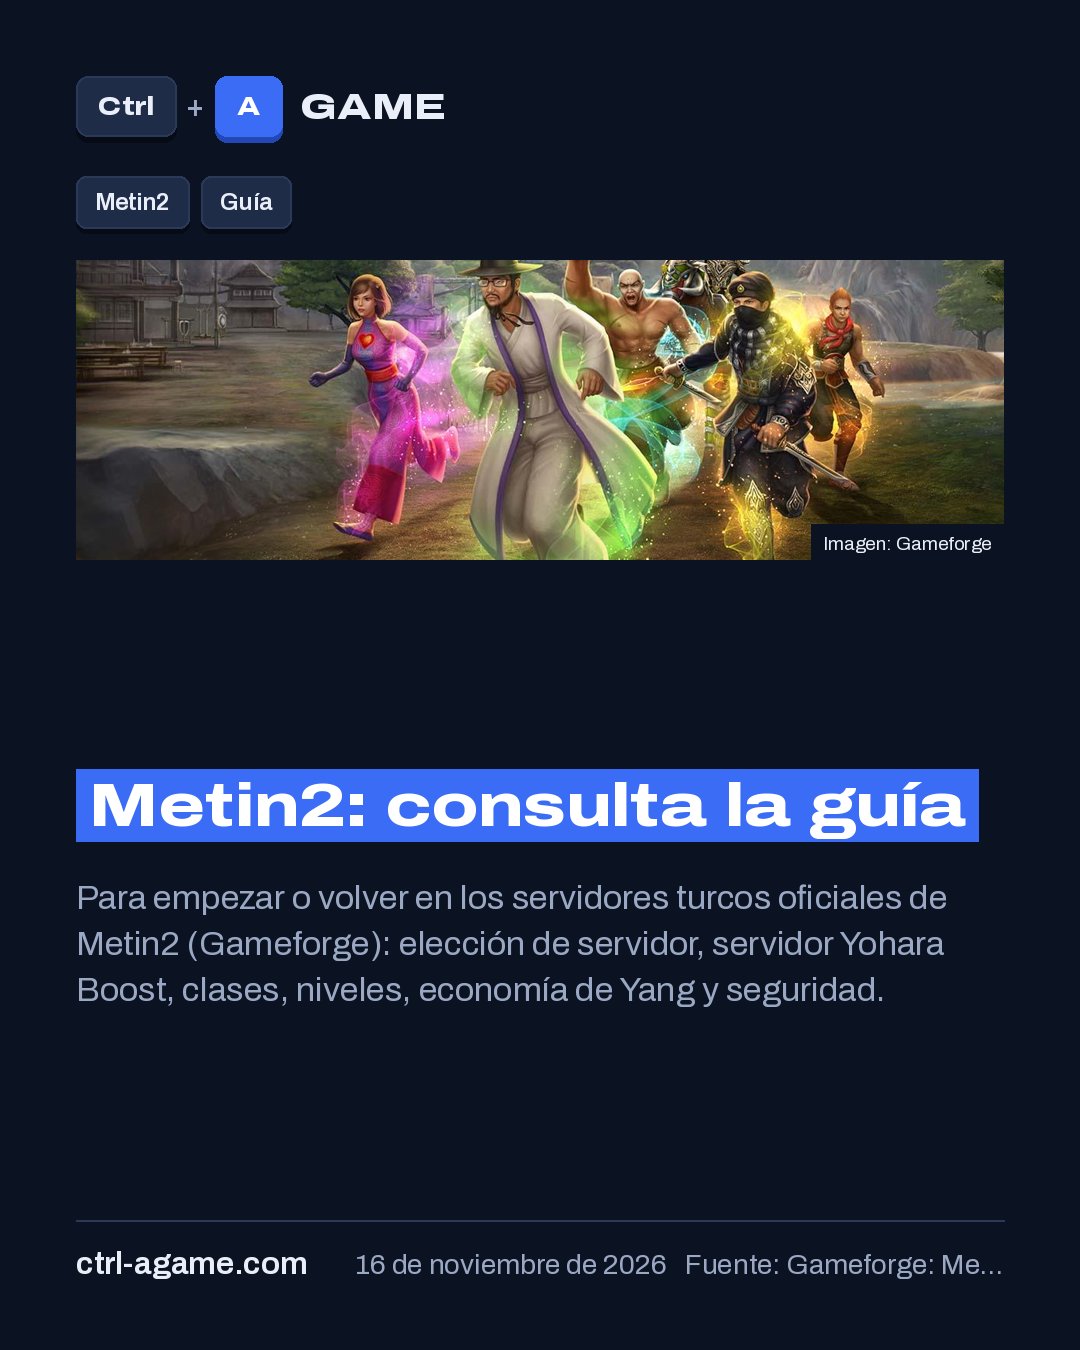 Ctrl + A GAME
Metin2 Guía
Imagen: Gameforge
Metin2: consulta la guía
Para empezar o volver en los servidores turcos oficiales de
Metin2 (Gameforge): elección de servidor, servidor Yohara
Boost, clases, niveles, economía de Yang y seguridad.
ctrl-agame.com 16 de noviembre de 2026 Fuente: Gameforge: Me...